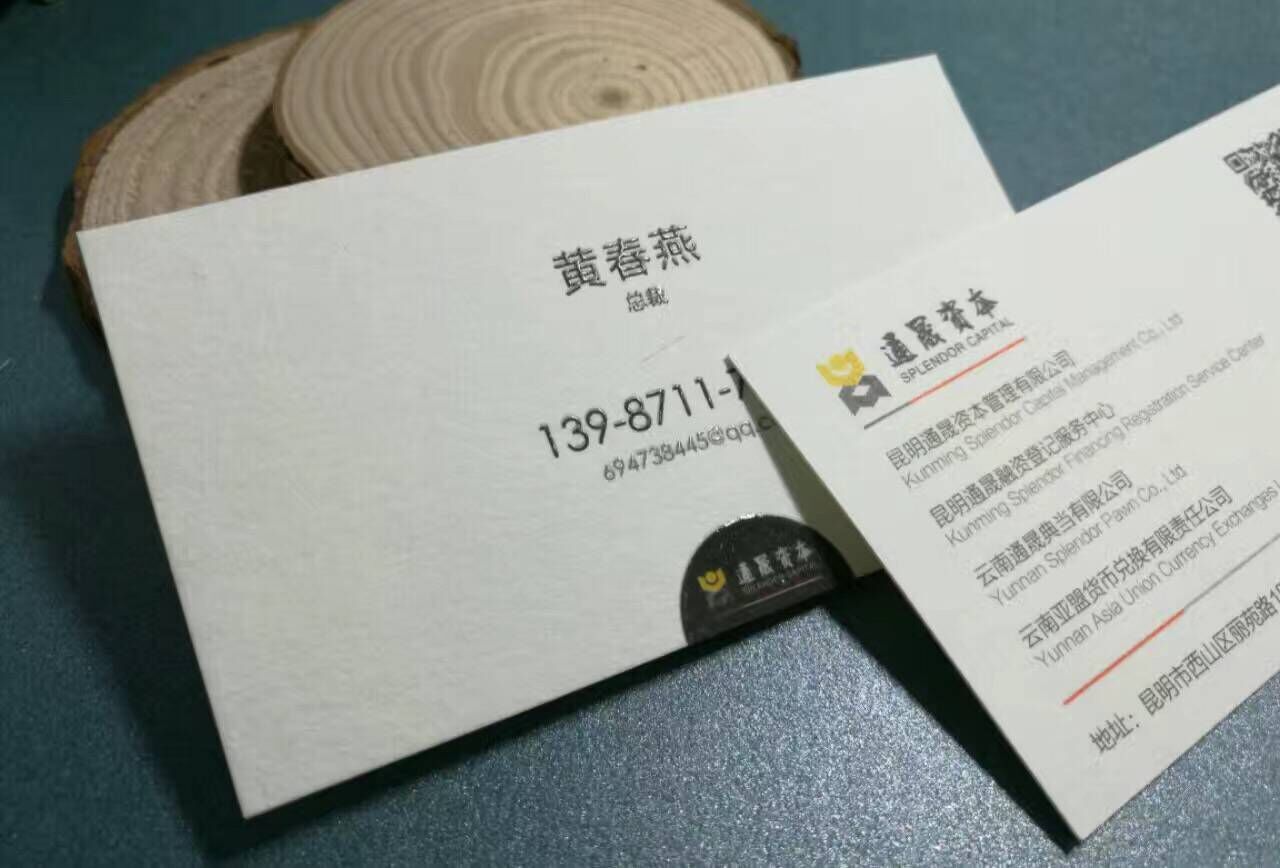 黄春燕
总裁
139-8711-7
694738445@qq.c
通晟資本
通晟資本
SPLENDOR CAPITAL
昆明通晟资本管理有限公司
Kunming Splendor Capital Management Co., Ltd
昆明通晟融资登记服务中心
Kunming Splendor Financing Registration Service Center
云南通晟典当有限公司
Yunnan Splendor Pawn Co., Ltd
云南亚盟货币兑换有限责任公司
Yunnan Asia Union Currency Exchanges
地址：昆明市西山区丽苑路